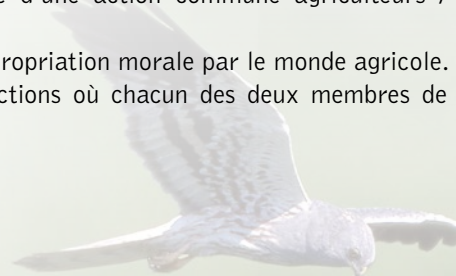 d'une action commune agriculteurs /
ropriation morale par le monde agricole.
ctions où chacun des deux membres de